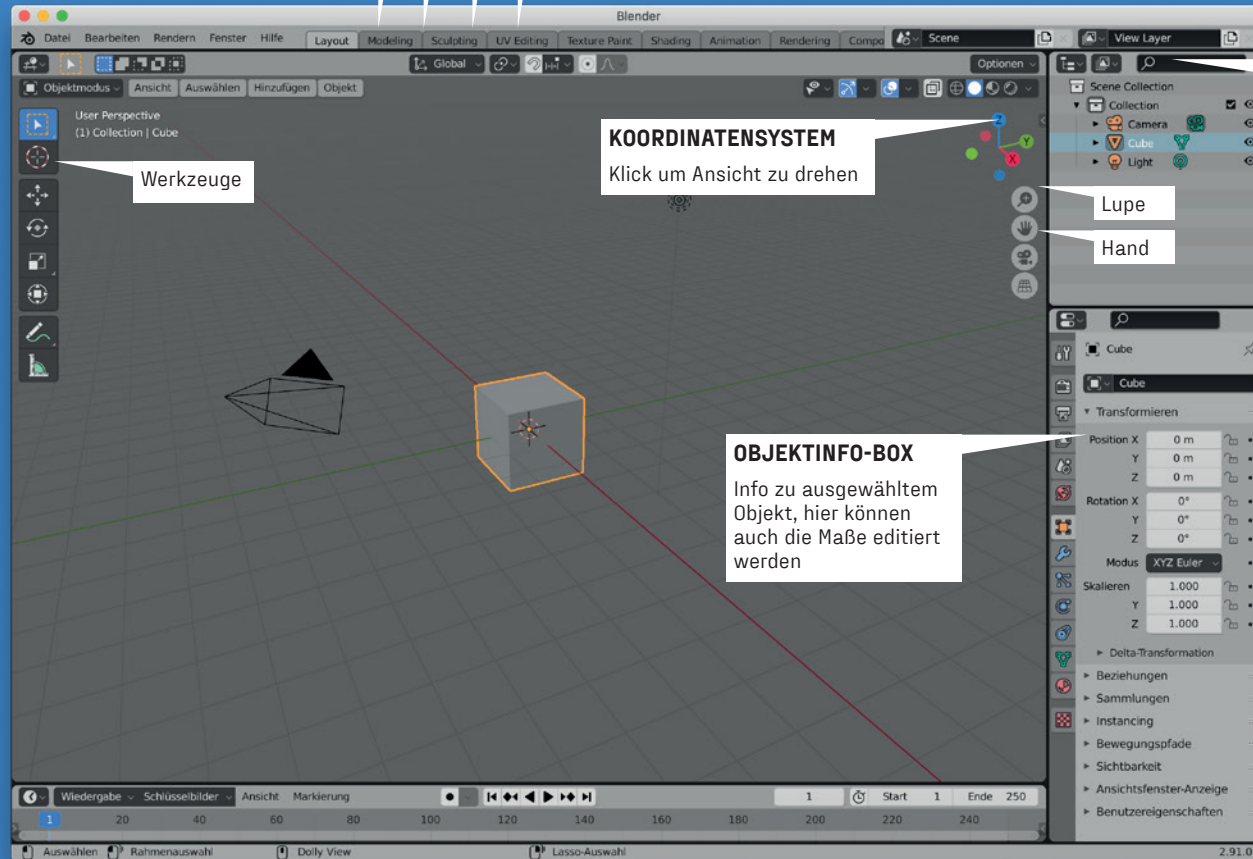 Blender
Datei Bearbeiten Rendern Fenster Hilfe Layout Modeling Sculpting UV Editing Texture Paint Shading Animation Rendering Compo Scene View Layer
Global Optionen
Objektmodus Ansicht Auswählen Hinzufügen Objekt
User Perspective
(1) Collection | Cube
Werkzeuge
KOORDINATENSYSTEM
Klick um Ansicht zu drehen
Z
Y
X
Lupe
Hand
Scene Collection
Collection
Camera
Cube
Light
OBJEKTINFO-BOX
Info zu ausgewähltem
Objekt, hier können
auch die Maße editiert
werden
Cube
Cube
Transformieren
Position X 0 m
Y 0 m
Z 0 m
Rotation X 0°
Y 0°
Z 0°
Modus XYZ Euler
Skalieren 1.000
Y 1.000
Z 1.000
Delta-Transformation
Beziehungen
Sammlungen
Instancing
Bewegungspfade
Sichtbarkeit
Ansichtsfenster-Anzeige
Benutzereigenschaften
Wiedergabe Schlüsselbilder Ansicht Markierung 1 Start 1 Ende 250
1 20 40 60 80 100 120 140 160 180 200 220 240
Auswählen Rahmenauswahl Dolly View Lasso-Auswahl 2.91.0